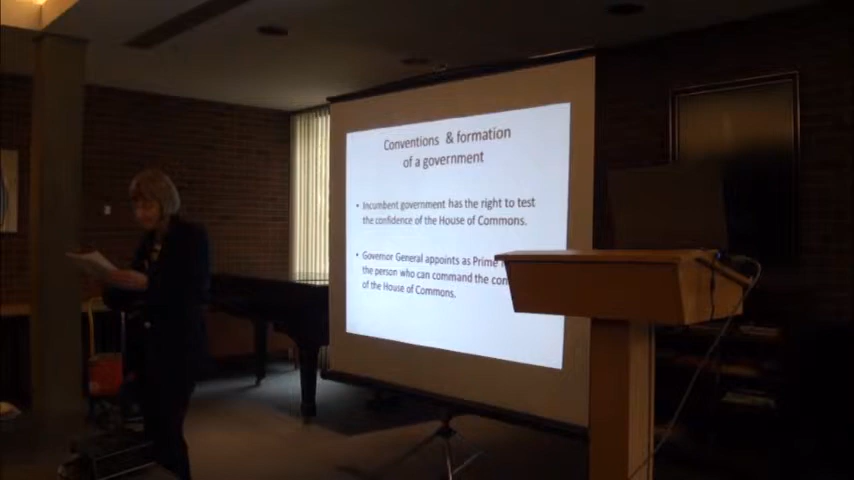 Conventions & formation
of a government
• Incumbent government has the right to test
the confidence of the House of Commons.
• Governor General appoints as Prime
the person who can command the
of the House of Commons.